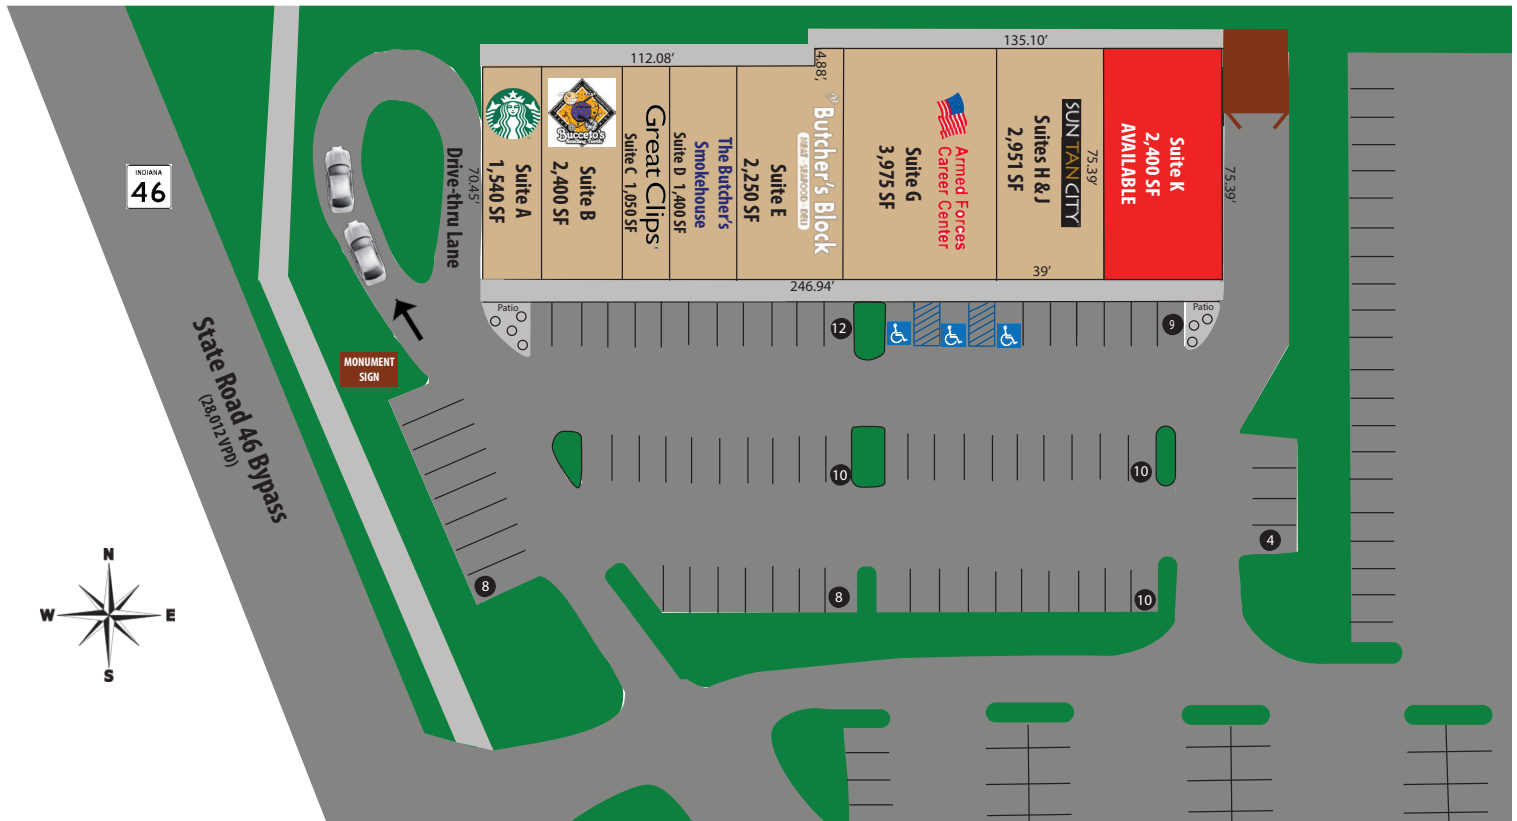 135.10'
112.08'
4.88'
INDIANA
46
Drive-thru Lane
70.45'
Suite A
1,540 SF
Bucceto's
Smiling Teeth
Suite B
2,400 SF
Great Clips
Suite C 1,050 SF
The Butcher's
Smokehouse
Suite D 1,400 SF
Suite E
2,250 SF
Butcher's Block
MEAT · SEAFOOD · DELI
Armed Forces
Career Center
Suite G
3,975 SF
SUN TAN CITY
Suites H & J
2,951 SF
75.39'
39'
Suite K
2,400 SF
AVAILABLE
75.39'
246.94'
Patio
12
9
Patio
MONUMENT
SIGN
State Road 46 Bypass
(28,012 VPD)
10
10
4
8
8
10
N
W
E
S